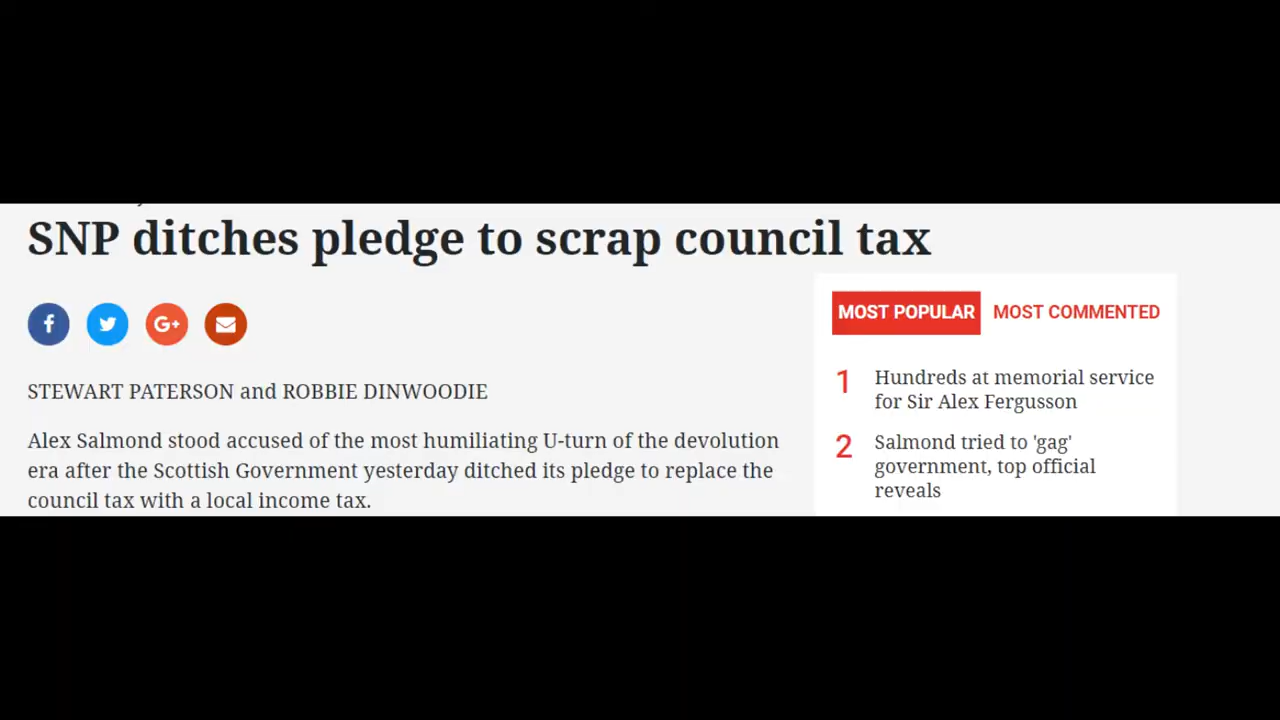 SNP ditches pledge to scrap council tax
f
G+
STEWART PATERSON and ROBBIE DINWOODIE
Alex Salmond stood accused of the most humiliating U-turn of the devolution
era after the Scottish Government yesterday ditched its pledge to replace the
council tax with a local income tax.
MOST POPULAR MOST COMMENTED
1 Hundreds at memorial service
for Sir Alex Fergusson
2 Salmond tried to 'gag'
government, top official
reveals